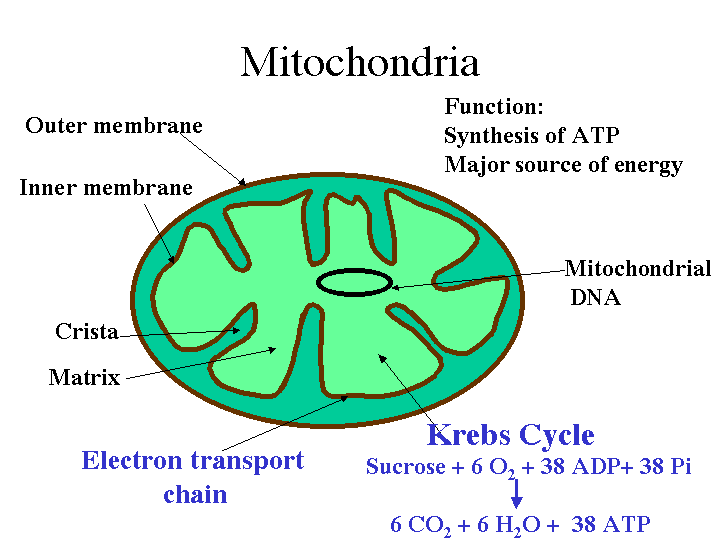 Mitochondria
Function:
Synthesis of ATP
Major source of energy
Outer membrane
Inner membrane
Mitochondrial
DNA
Crista
Matrix
Electron transport
chain
Krebs Cycle
Sucrose + 6 O₂ + 38 ADP+ 38 Pi
6 CO₂ + 6 H₂O + 38 ATP